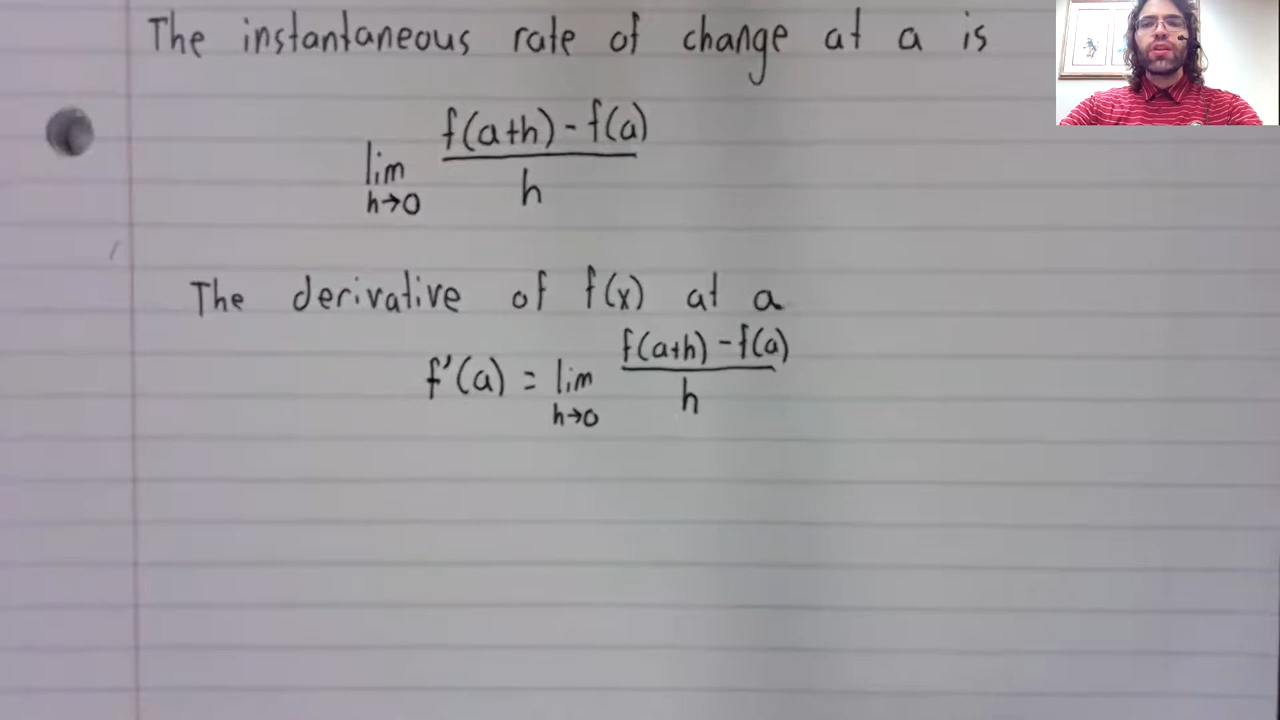 The instantaneous rate of change at a is
lim h→0 f(a+h) - f(a) / h
The derivative of f(x) at a
f'(a) = lim h→0 f(a+h) - f(a) / h